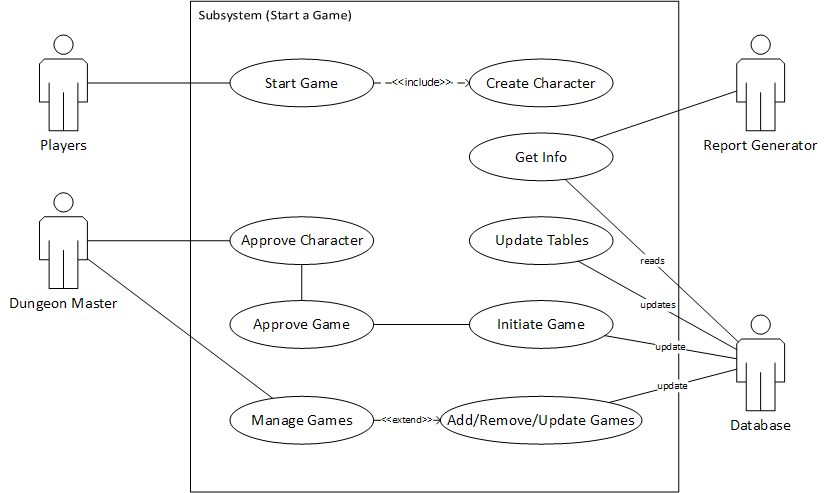 Subsystem (Start a Game)
Start Game
<<include>>
Create Character
Players
Report Generator
Get Info
Approve Character
Update Tables
reads
Dungeon Master
updates
Approve Game
Initiate Game
update
update
Manage Games
<<extend>>
Add/Remove/Update Games
Database